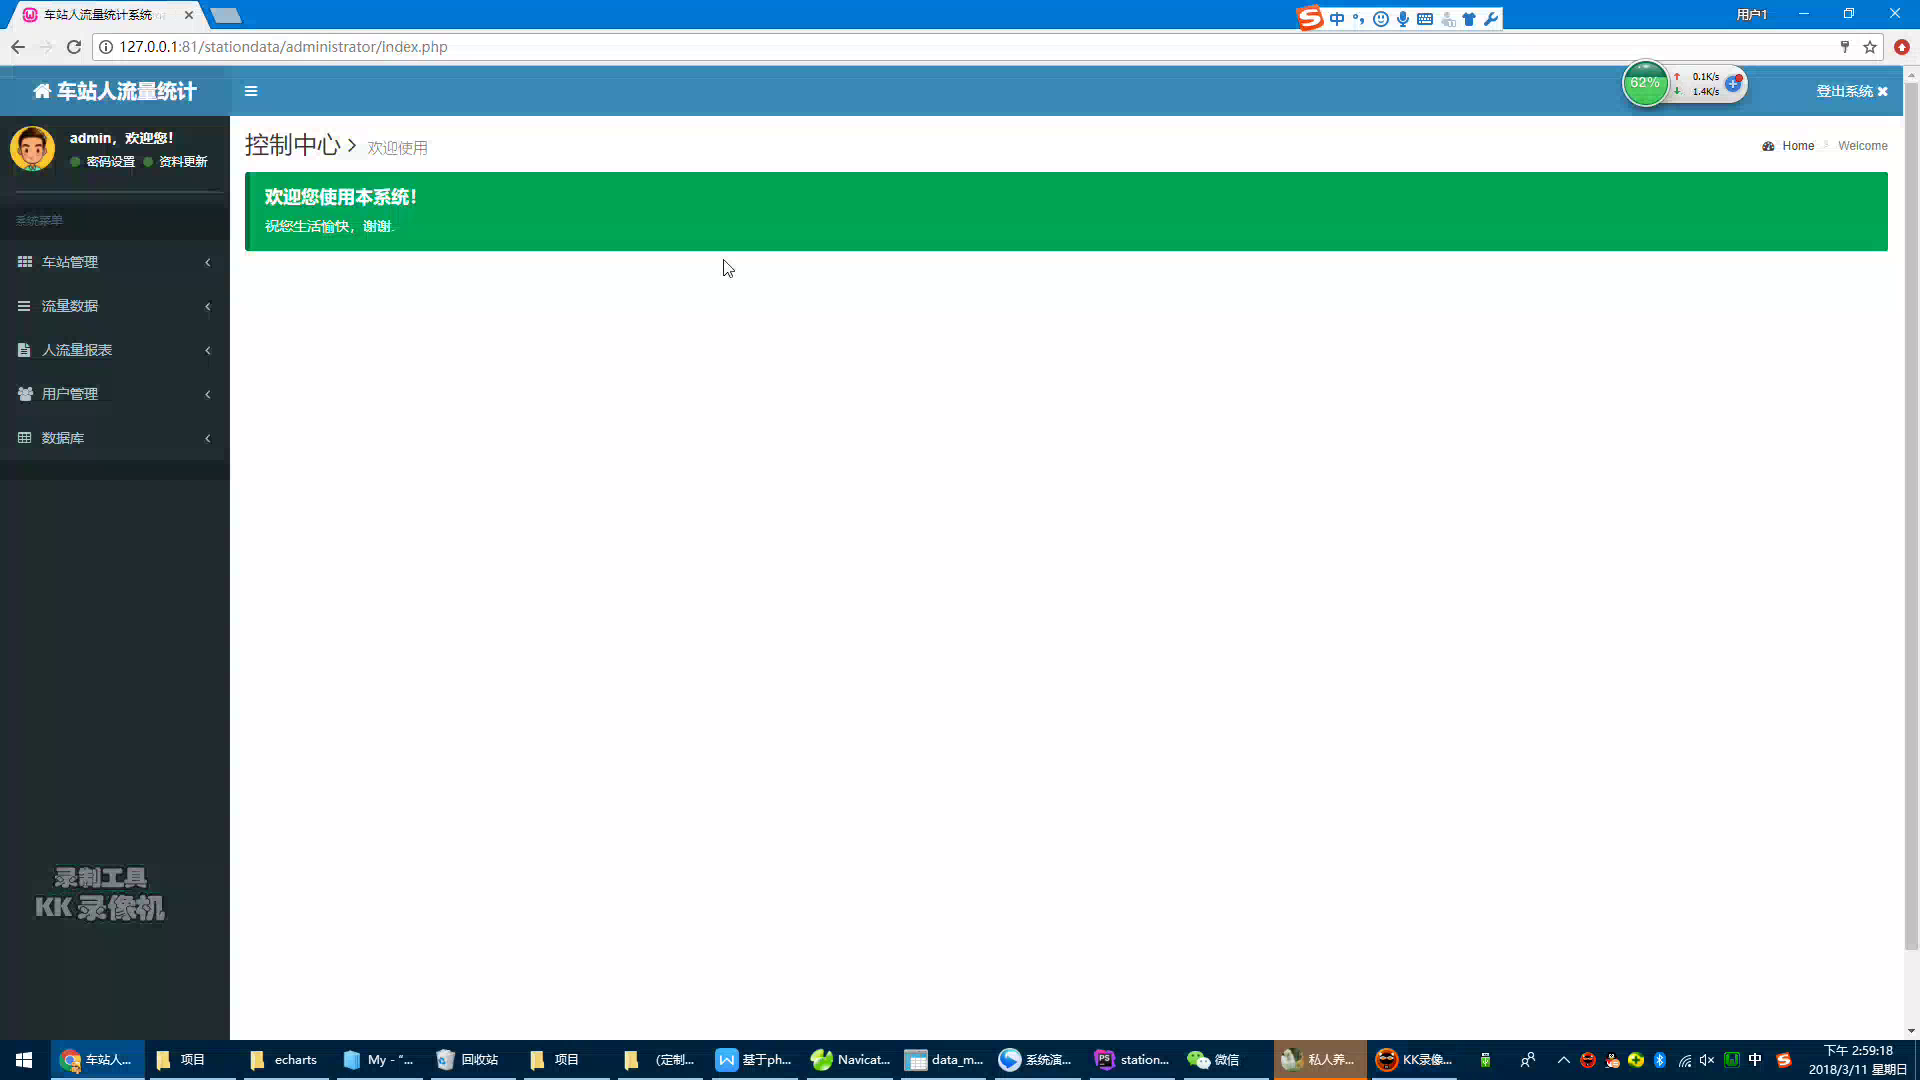 车站人流量统计系统
用户1
中
127.0.0.1:81/stationdata/administrator/index.php
车站人流量统计
62%
0.1K/s
1.4K/s
登出系统
admin，欢迎您！
密码设置 资料更新
控制中心 > 欢迎使用
Home Welcome
欢迎您使用本系统！
祝您生活愉快，谢谢.
系统菜单
车站管理
流量数据
人流量报表
用户管理
数据库
录制工具
KK 录像机
车站人...
项目
echarts
My - “...
回收站
项目
（定制...
基于ph...
Navicat...
data_m...
系统演...
station...
微信
私人养...
KK录像...
中
下午 2:59:18
2018/3/11 星期日